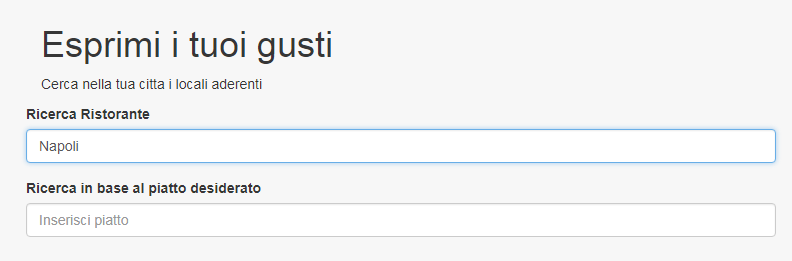 Esprimi i tuoi gusti
Cerca nella tua citta i locali aderenti
Ricerca Ristorante
Napoli
Ricerca in base al piatto desiderato
Inserisci piatto